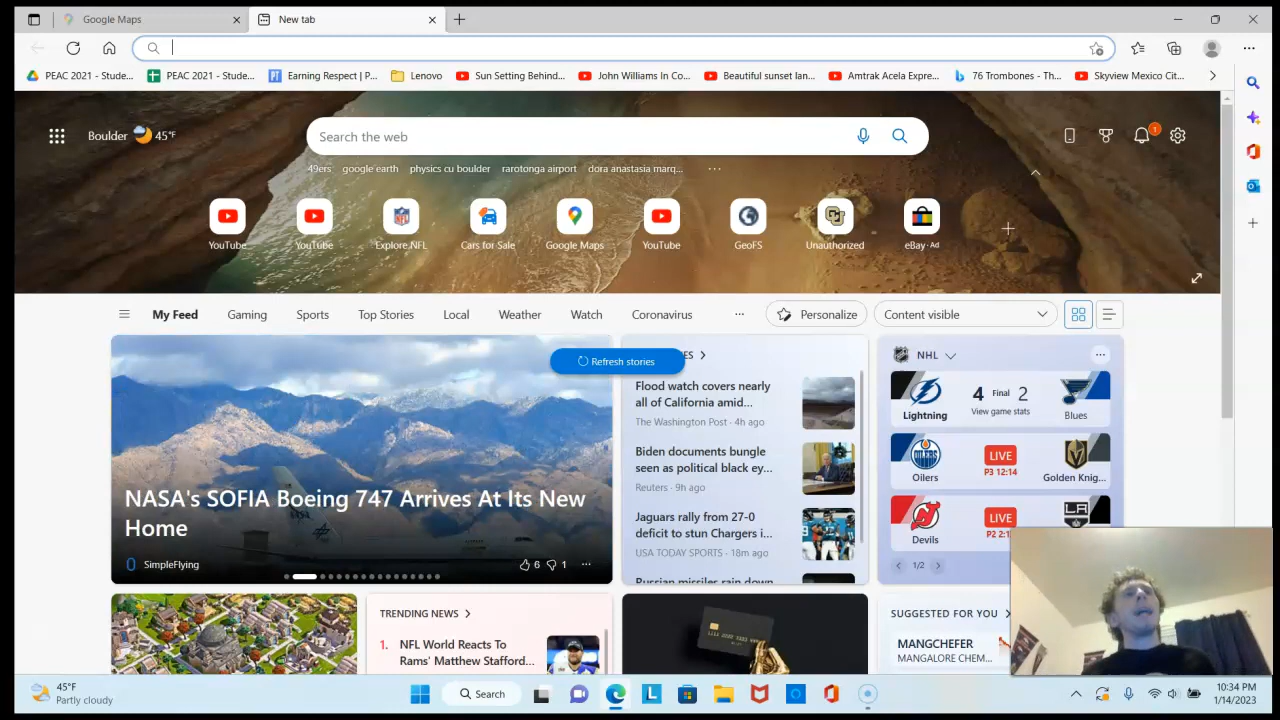 Google Maps
New tab
PEAC 2021 - Stude...
PEAC 2021 - Stude...
Earning Respect | P...
Lenovo
Sun Setting Behind...
John Williams In Co...
Beautiful sunset lan...
Amtrak Acela Expre...
76 Trombones - Th...
Skyview Mexico Cit...
Boulder 45°F
Search the web
1
49ers google earth physics cu boulder rarotonga airport dora anastasia marq...
YouTube
YouTube
Explore.NFL
Cars for Sale
Google Maps
YouTube
GeoFS
Unauthorized
eBay · Ad
My Feed Gaming Sports Top Stories Local Weather Watch Coronavirus ... Personalize Content visible
NASA's SOFIA Boeing 747 Arrives At Its New
Home
SimpleFlying
6 1
Refresh stories
ES
Flood watch covers nearly
all of California amid...
The Washington Post · 4h ago
Biden documents bungle
seen as political black ey...
Reuters · 9h ago
Jaguars rally from 27-0
deficit to stun Chargers i...
USA TODAY SPORTS · 18m ago
Russian missiles rain down
NHL
4 Final 2
View game stats
Lightning Blues
LIVE
P3 12:14
Oilers Golden Knig...
LIVE
P2 2:1
Devils
1/2
TRENDING NEWS
1. NFL World Reacts To
Rams' Matthew Stafford...
SUGGESTED FOR YOU
MANGCHEFER
MANGALORE CHEM...
45°F
Partly cloudy
Search
10:34 PM
1/14/2023